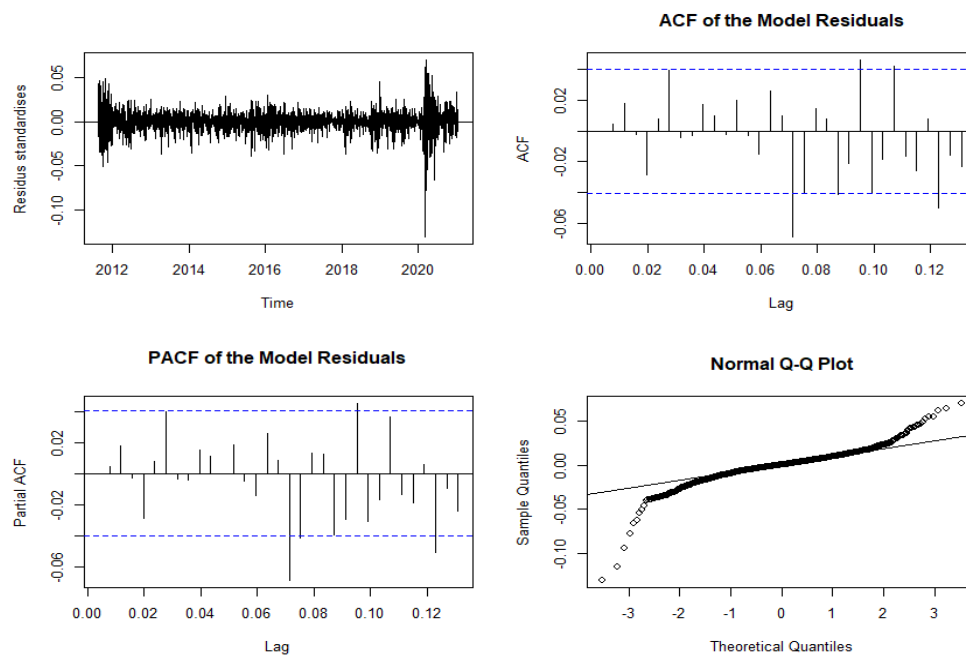 Residus standardises
0.05
0.00
-0.05
-0.10
2012 2014 2016 2018 2020
Time
ACF of the Model Residuals
ACF
0.02
-0.02
-0.06
0.00 0.02 0.04 0.06 0.08 0.10 0.12
Lag
PACF of the Model Residuals
Partial ACF
0.02
-0.02
-0.06
0.00 0.02 0.04 0.06 0.08 0.10 0.12
Lag
Normal Q-Q Plot
Sample Quantiles
0.05
0.00
-0.05
-0.10
-3 -2 -1 0 1 2 3
Theoretical Quantiles